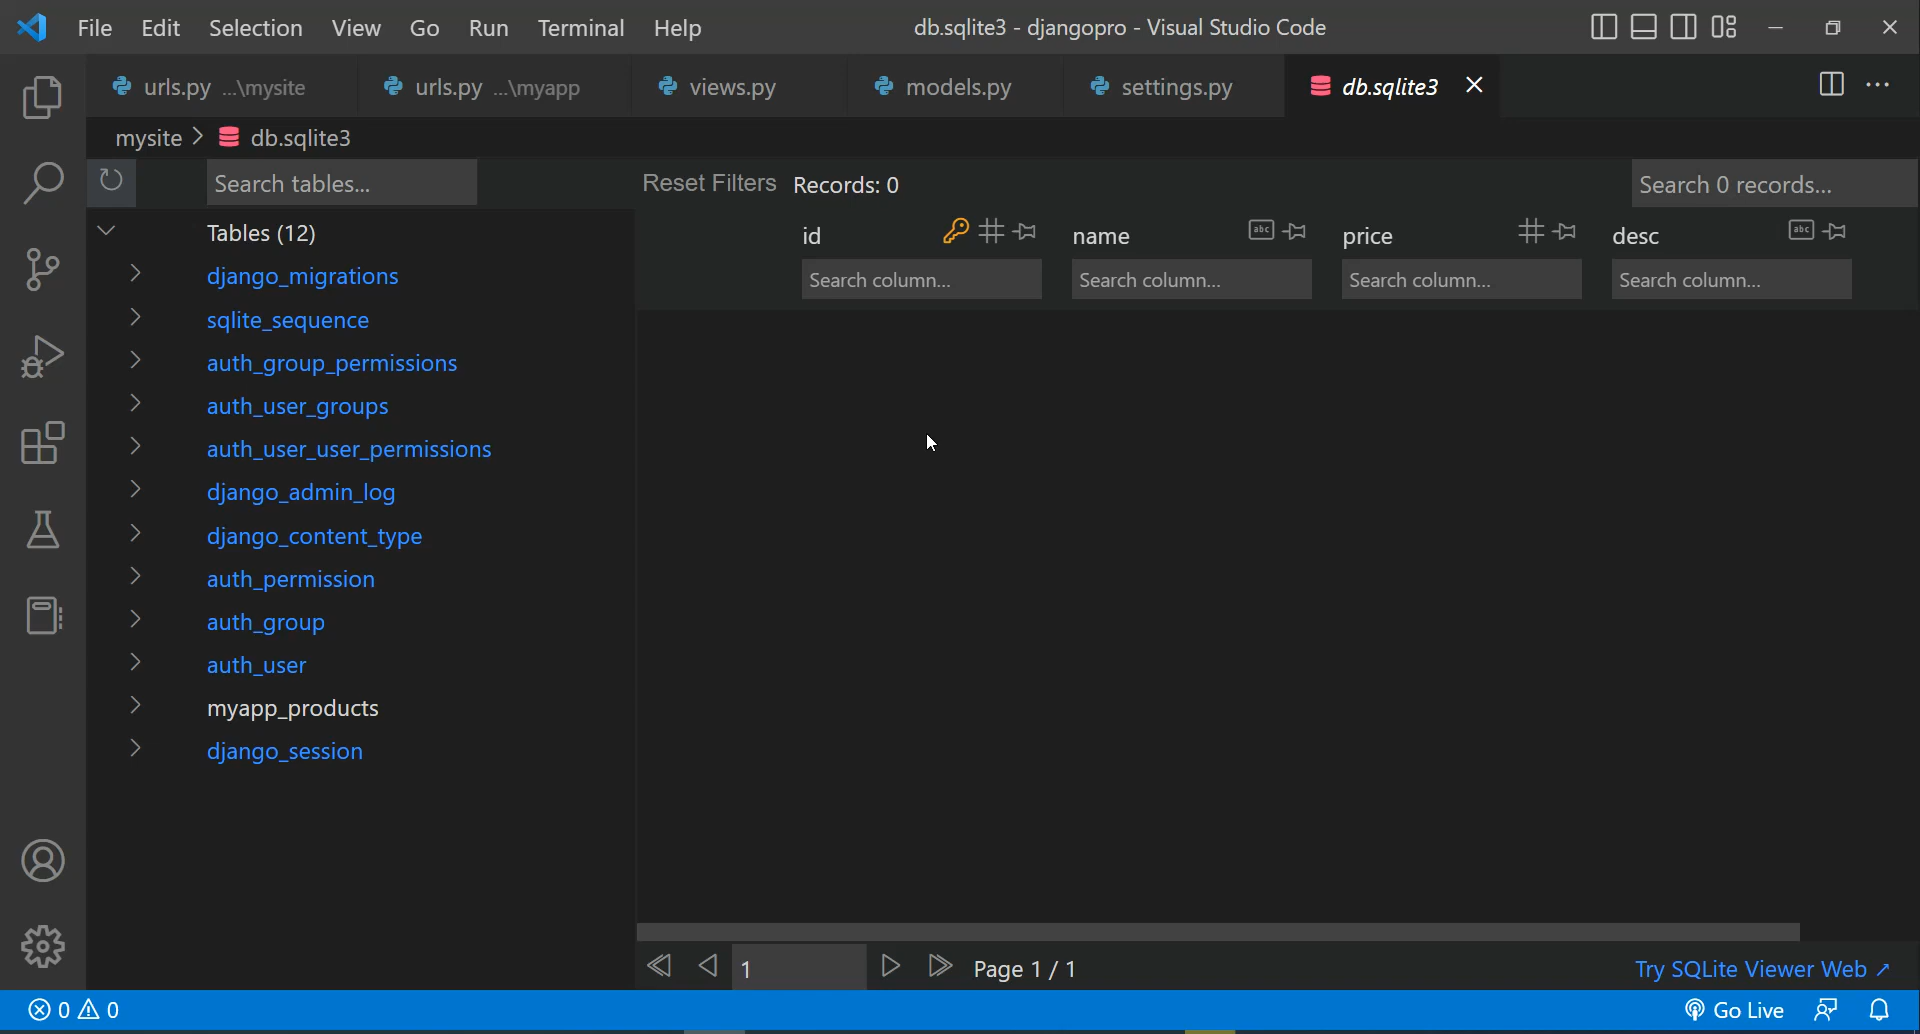 File Edit Selection View Go Run Terminal Help db.sqlite3 - djangopro - Visual Studio Code
urls.py ...\mysite urls.py ...\myapp views.py models.py settings.py db.sqlite3
mysite > db.sqlite3
Search tables... Reset Filters Records: 0 Search 0 records...
Tables (12)
id name abc price desc abc
Search column... Search column... Search column... Search column...
django_migrations
sqlite_sequence
auth_group_permissions
auth_user_groups
auth_user_user_permissions
django_admin_log
django_content_type
auth_permission
auth_group
auth_user
myapp_products
django_session
1 Page 1 / 1 Try SQLite Viewer Web ↗
0 0 Go Live